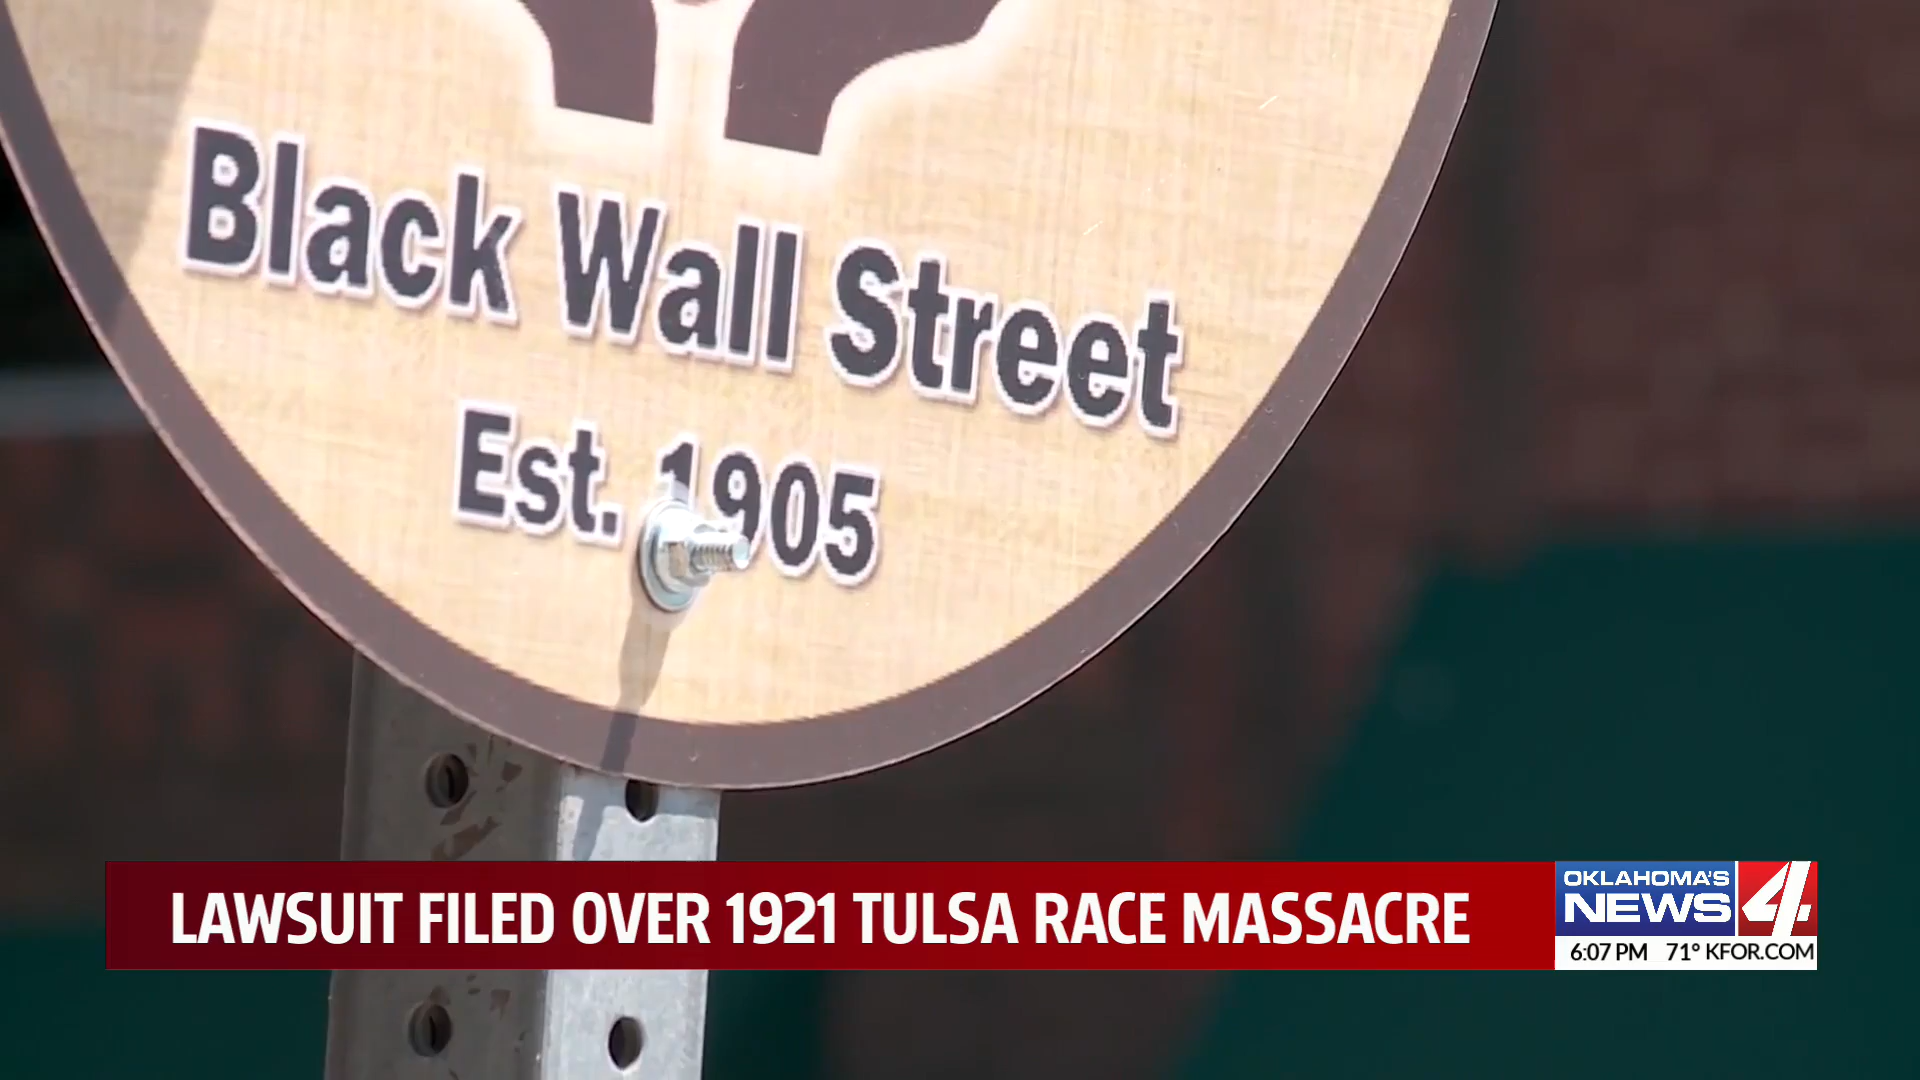 Black Wall Street
Est. 1905
LAWSUIT FILED OVER 1921 TULSA RACE MASSACRE
OKLAHOMA'S
NEWS 4
6:07 PM 71° KFOR.COM